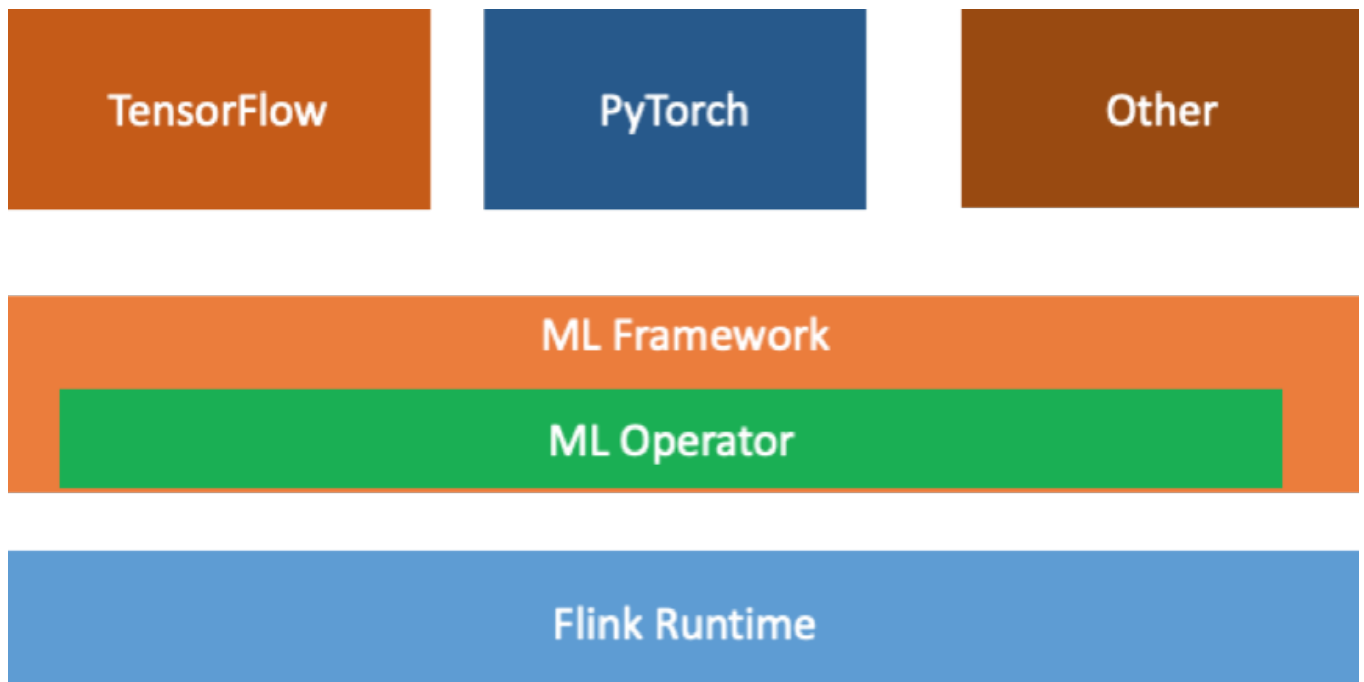 TensorFlow
PyTorch
Other
ML Framework
ML Operator
Flink Runtime